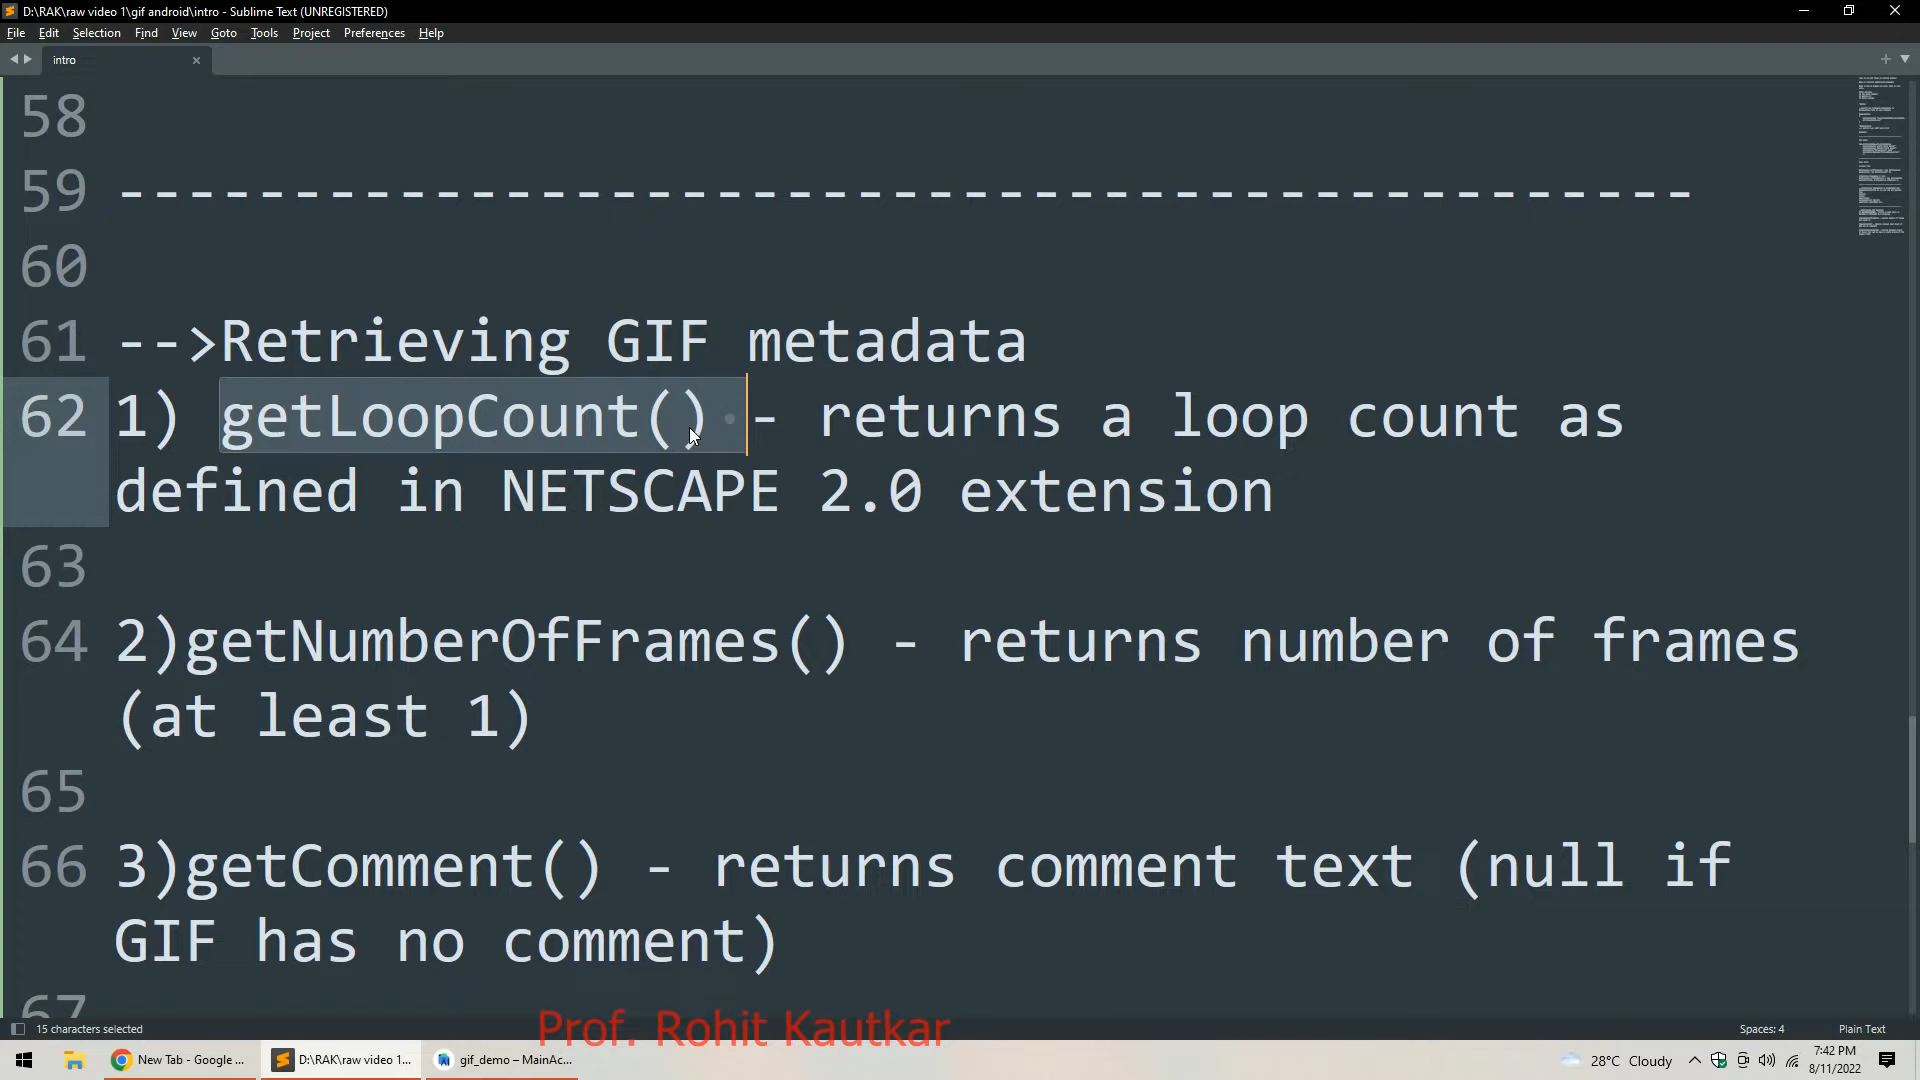 D:\RAK\raw video 1\gif android\intro - Sublime Text (UNREGISTERED)
File Edit Selection Find View Goto Tools Project Preferences Help
intro
58
59 ----------------------------------------------
60
61 -->Retrieving GIF metadata
62 1) getLoopCount() - returns a loop count as
defined in NETSCAPE 2.0 extension
63
64 2)getNumberOfFrames() - returns number of frames
(at least 1)
65
66 3)getComment() - returns comment text (null if
GIF has no comment)
67
Prof. Rohit Kautkar
15 characters selected Spaces: 4 Plain Text
New Tab - Google ... D:\RAK\raw video 1... gif_demo – MainAc... 28°C Cloudy 7:42 PM
8/11/2022